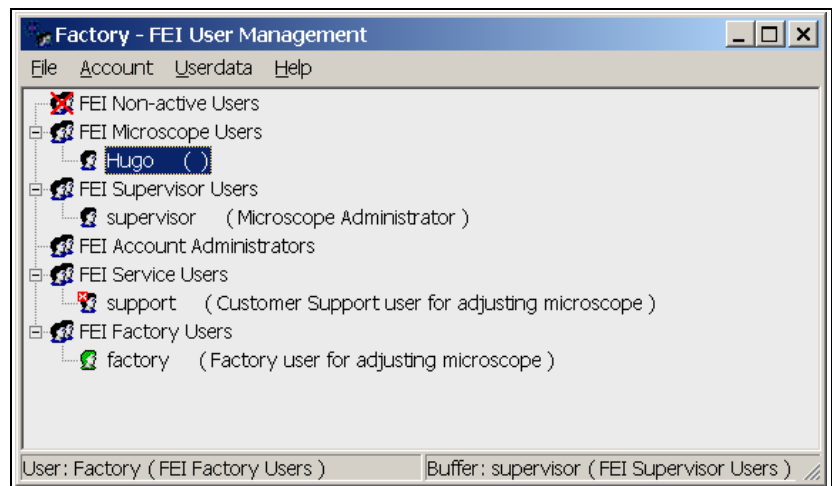 Factory - FEI User Management
File Account Userdata Help
FEI Non-active Users
FEI Microscope Users
Hugo ( )
FEI Supervisor Users
supervisor ( Microscope Administrator )
FEI Account Administrators
FEI Service Users
support ( Customer Support user for adjusting microscope )
FEI Factory Users
factory ( Factory user for adjusting microscope )
User: Factory ( FEI Factory Users ) Buffer: supervisor ( FEI Supervisor Users )